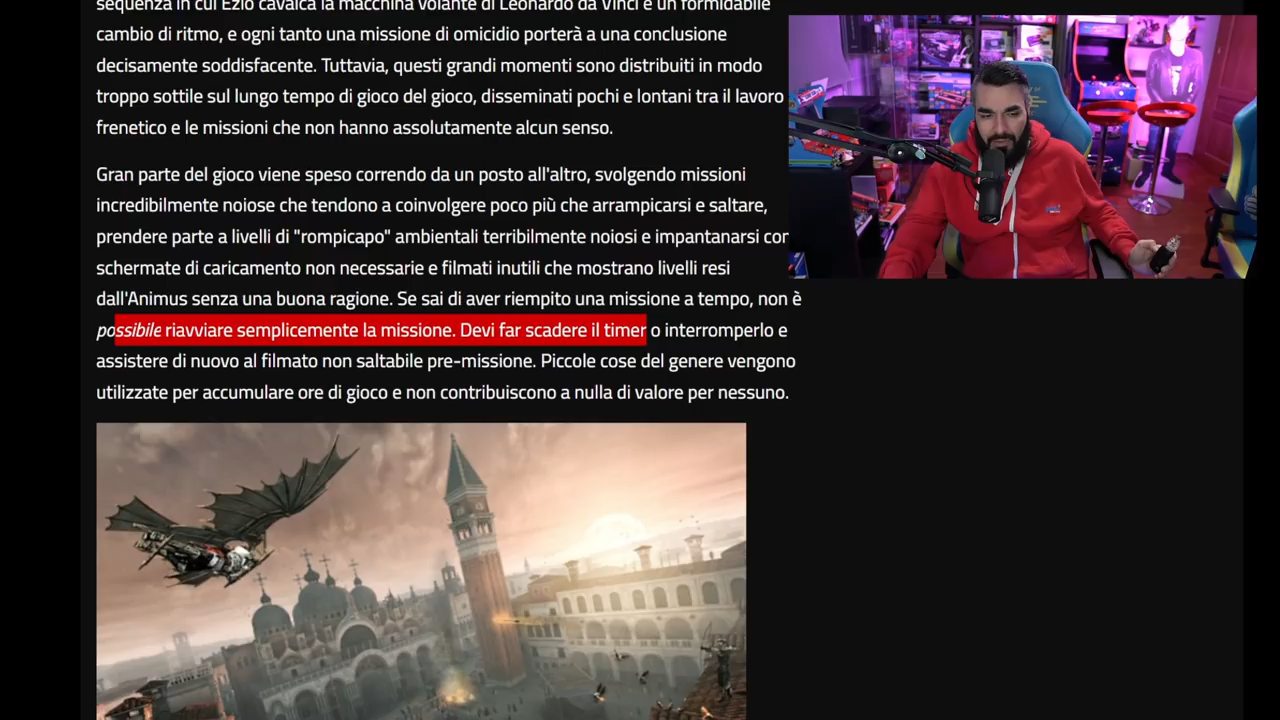 sequenza in cui Ezio cavalca la macchina volante di Leonardo da Vinci è un formidabile
cambio di ritmo, e ogni tanto una missione di omicidio porterà a una conclusione
decisamente soddisfacente. Tuttavia, questi grandi momenti sono distribuiti in modo
troppo sottile sul lungo tempo di gioco del gioco, disseminati pochi e lontani tra il lavoro
frenetico e le missioni che non hanno assolutamente alcun senso.
Gran parte del gioco viene speso correndo da un posto all'altro, svolgendo missioni
incredibilmente noiose che tendono a coinvolgere poco più che arrampicarsi e saltare,
prendere parte a livelli di "rompicapo" ambientali terribilmente noiosi e impantanarsi con
schermate di caricamento non necessarie e filmati inutili che mostrano livelli resi
dall'Animus senza una buona ragione. Se sai di aver riempito una missione a tempo, non è
possibile riavviare semplicemente la missione. Devi far scadere il timer o interromperlo e
assistere di nuovo al filmato non saltabile pre-missione. Piccole cose del genere vengono
utilizzate per accumulare ore di gioco e non contribuiscono a nulla di valore per nessuno.